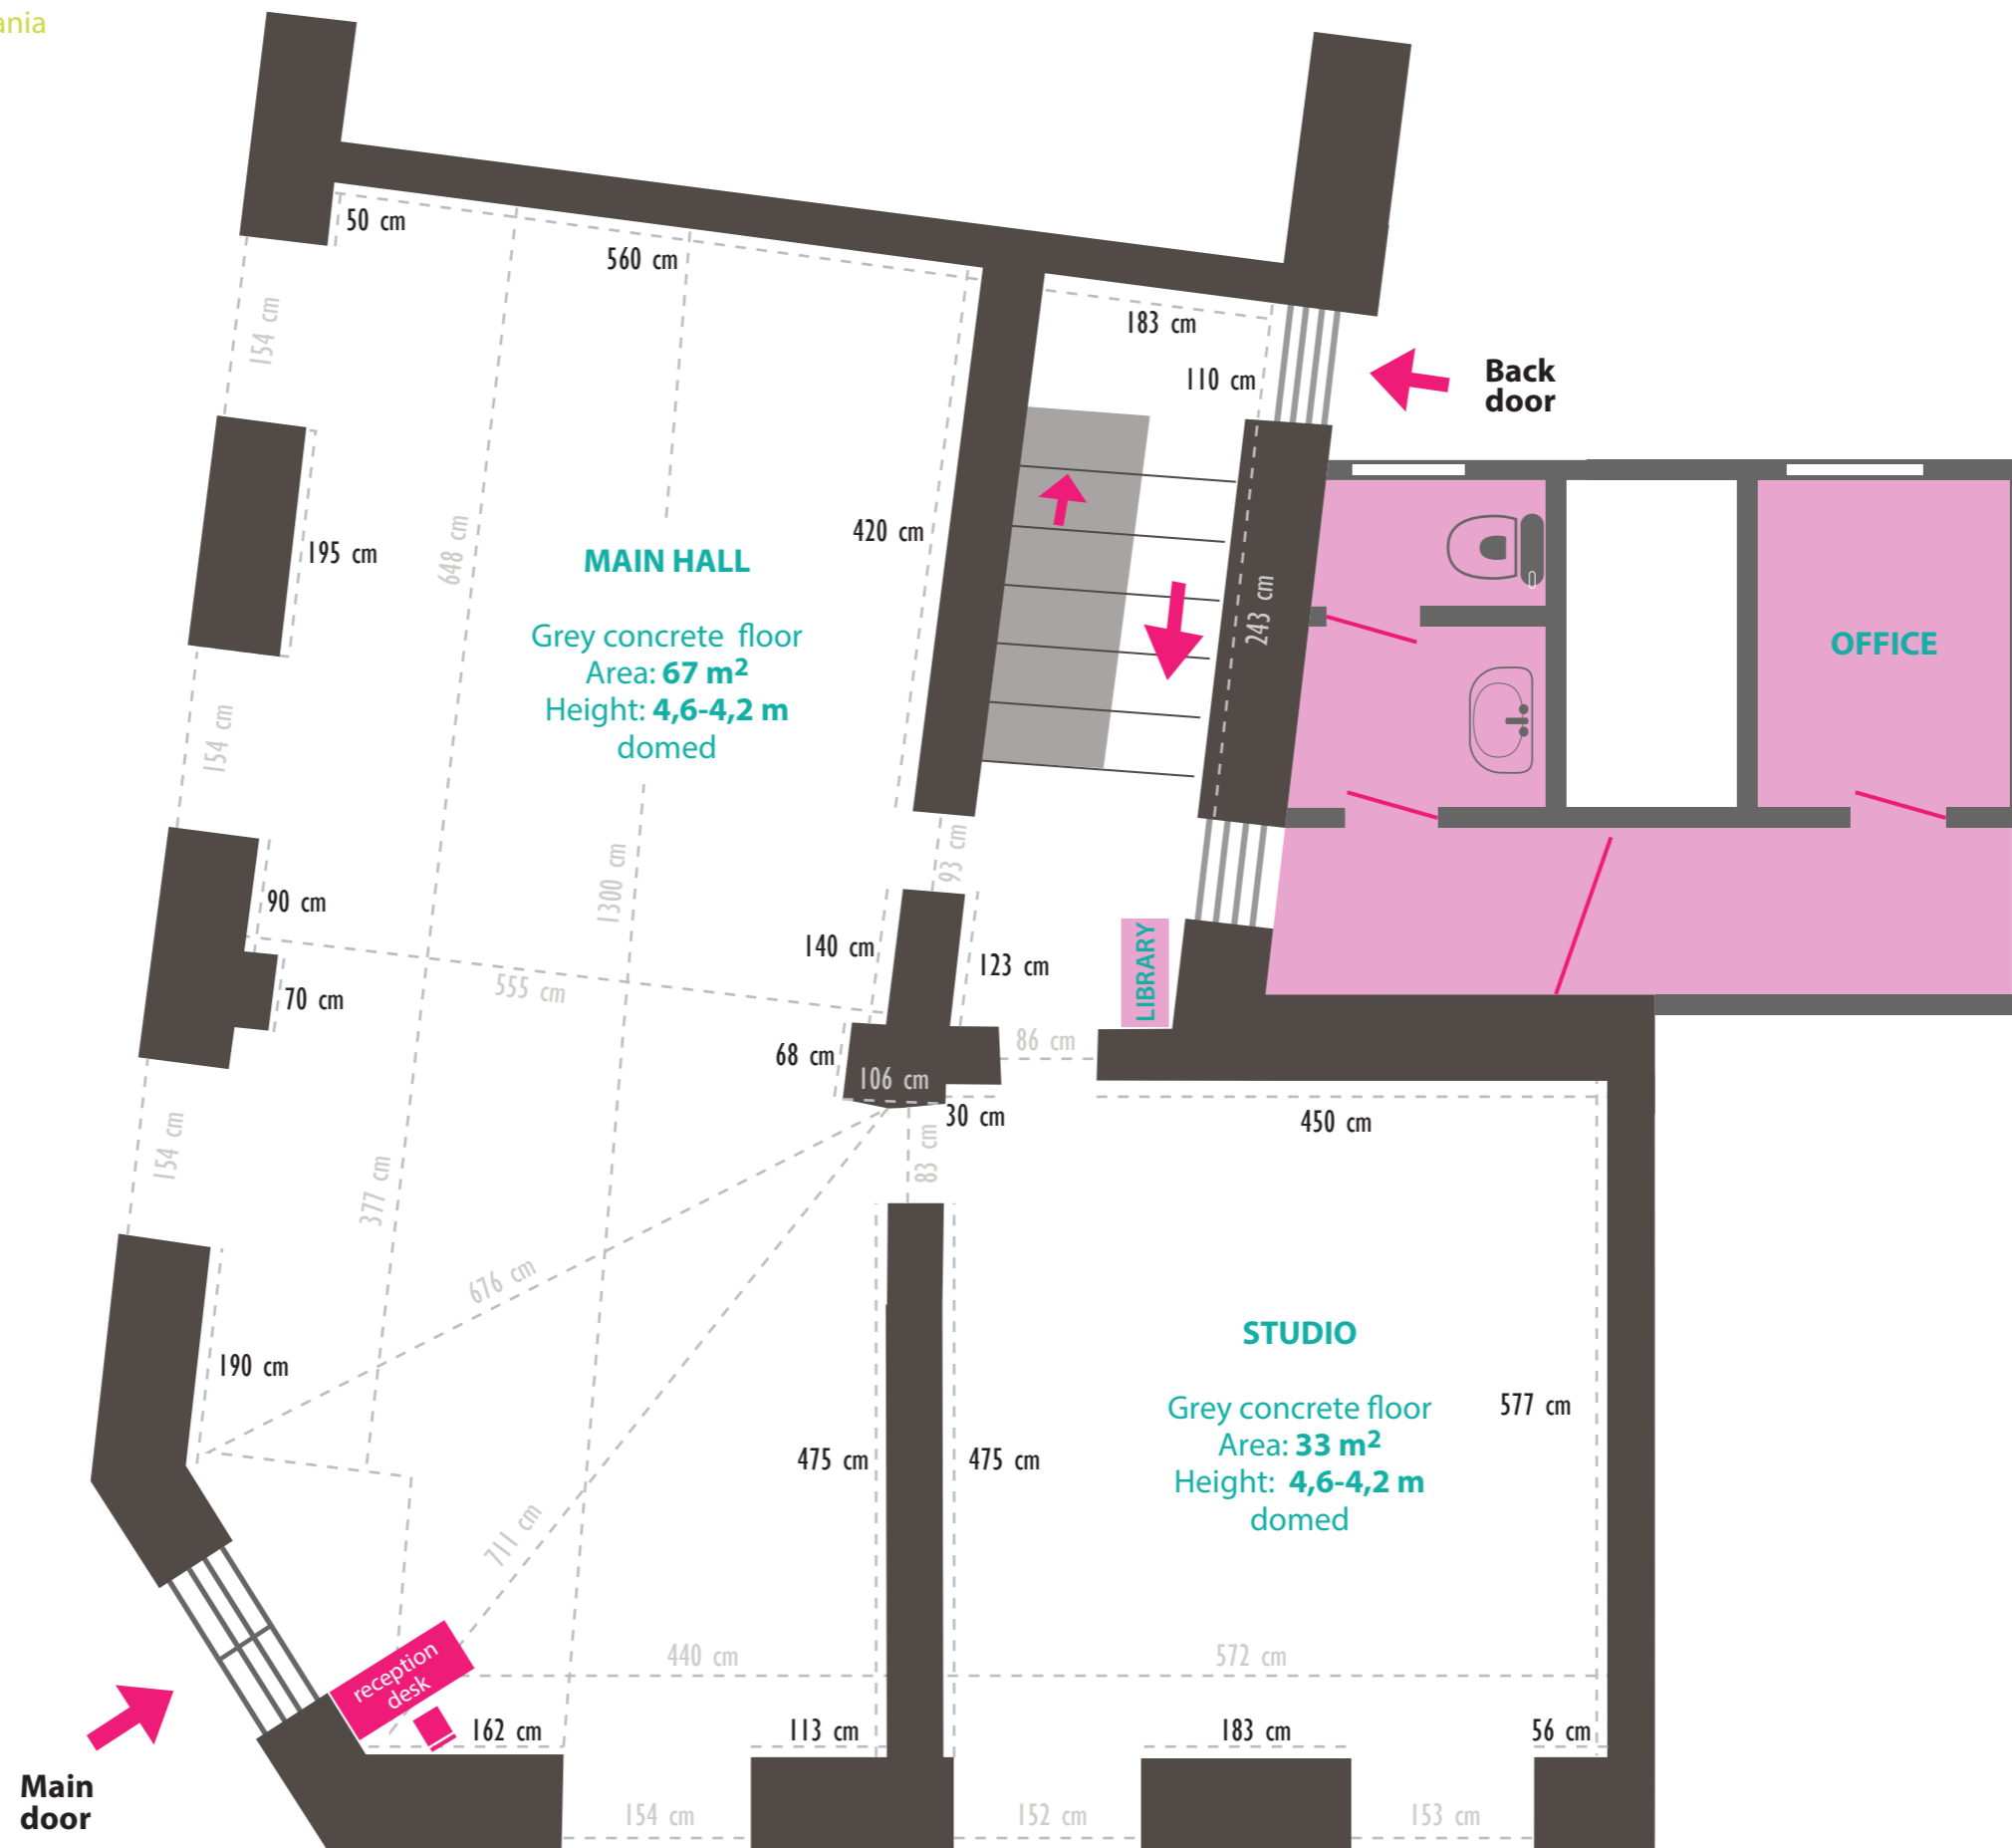 ania
50 cm
560 cm
154 cm
183 cm
110 cm
Back
door
195 cm
648 cm
420 cm
MAIN HALL
Grey concrete floor
Area: 67 m²
Height: 4,6-4,2 m
domed
243 cm
OFFICE
154 cm
1300 cm
93 cm
90 cm
140 cm
123 cm
LIBRARY
555 cm
70 cm
68 cm
86 cm
106 cm
30 cm
450 cm
154 cm
83 cm
377 cm
676 cm
190 cm
STUDIO
Grey concrete floor
Area: 33 m²
Height: 4,6-4,2 m
domed
577 cm
475 cm
475 cm
711 cm
440 cm
572 cm
reception
desk
162 cm
113 cm
183 cm
56 cm
Main
door
154 cm
152 cm
153 cm